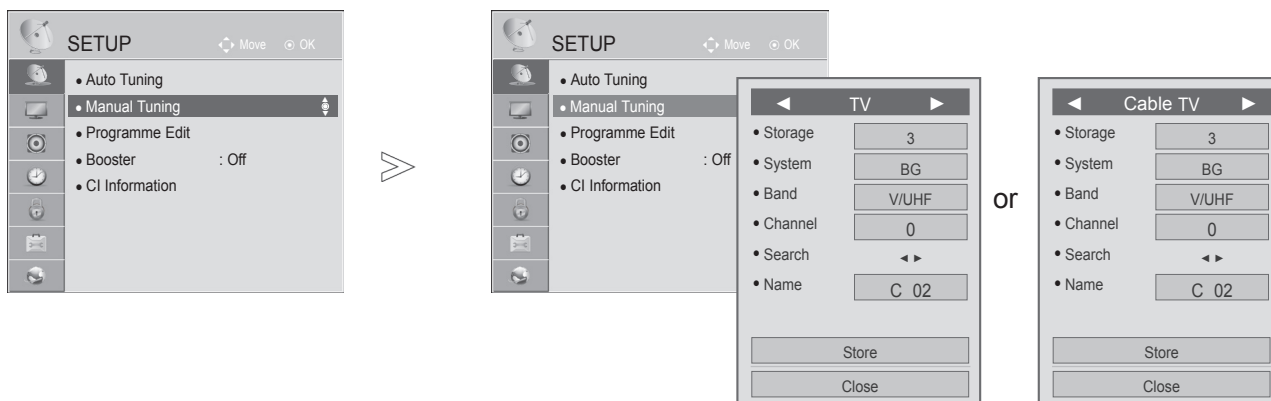 SETUP
Move OK
• Auto Tuning
• Manual Tuning
• Programme Edit
• Booster : Off
• CI Information
SETUP
Move OK
• Auto Tuning
• Manual Tuning
• Programme Edit
• Booster : Off
• CI Information
◄ TV ►
• Storage 3
• System BG
• Band V/UHF
• Channel 0
• Search ◄ ►
• Name C 02
Store
Close
or
◄ Cable TV ►
• Storage 3
• System BG
• Band V/UHF
• Channel 0
• Search ◄ ►
• Name C 02
Store
Close